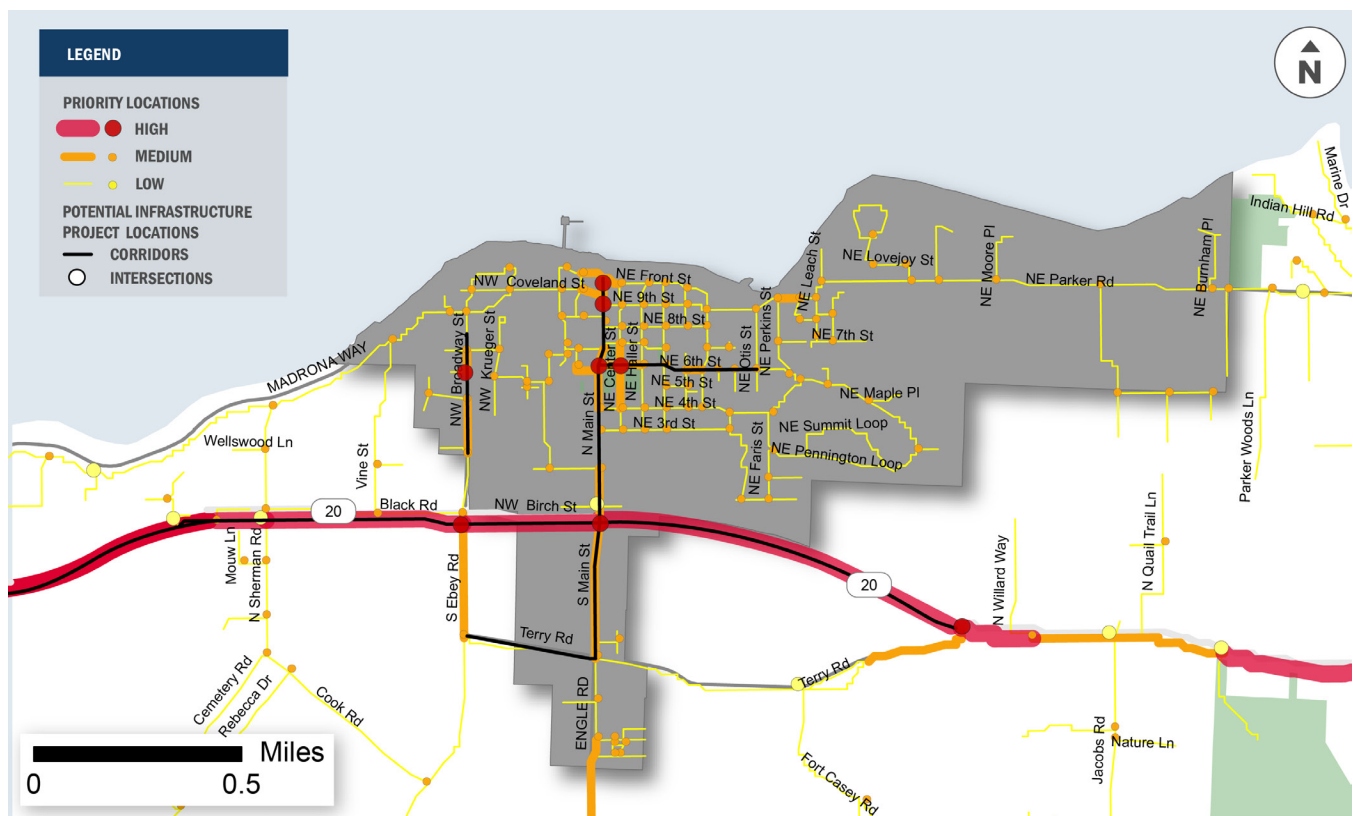 LEGEND
PRIORITY LOCATIONS
HIGH
MEDIUM
LOW
POTENTIAL INFRASTRUCTURE
PROJECT LOCATIONS
CORRIDORS
INTERSECTIONS
N
Marine Dr
Indian Hill Rd
NE Burnham Pl
NE Parker Rd
NE Moore Pl
NE Lovejoy St
NE Leach St
NE 7th St
NE Perkins St
NE Otis St
NE Front St
NE 9th St
NE 8th St
NE 6th St
NE 5th St
NE 4th St
NE 3rd St
NE Haller St
NE Center St
N Main St
NW Coveland St
NW Krueger St
NW Broadway St
MADRONA WAY
NE Maple Pl
NE Summit Loop
NE Pennington Loop
NE Faris St
Parker Woods Ln
Wellswood Ln
Vine St
Black Rd
NW Birch St
20
20
Mouw Ln
N Sherman Rd
S Ebey Rd
S Main St
Terry Rd
Terry Rd
N Willard Way
N Quail Trail Ln
Cemetery Rd
Rebecca Dr
Cook Rd
ENGLE RD
Fort Casey Rd
Jacobs Rd
Nature Ln
Miles
0
0.5